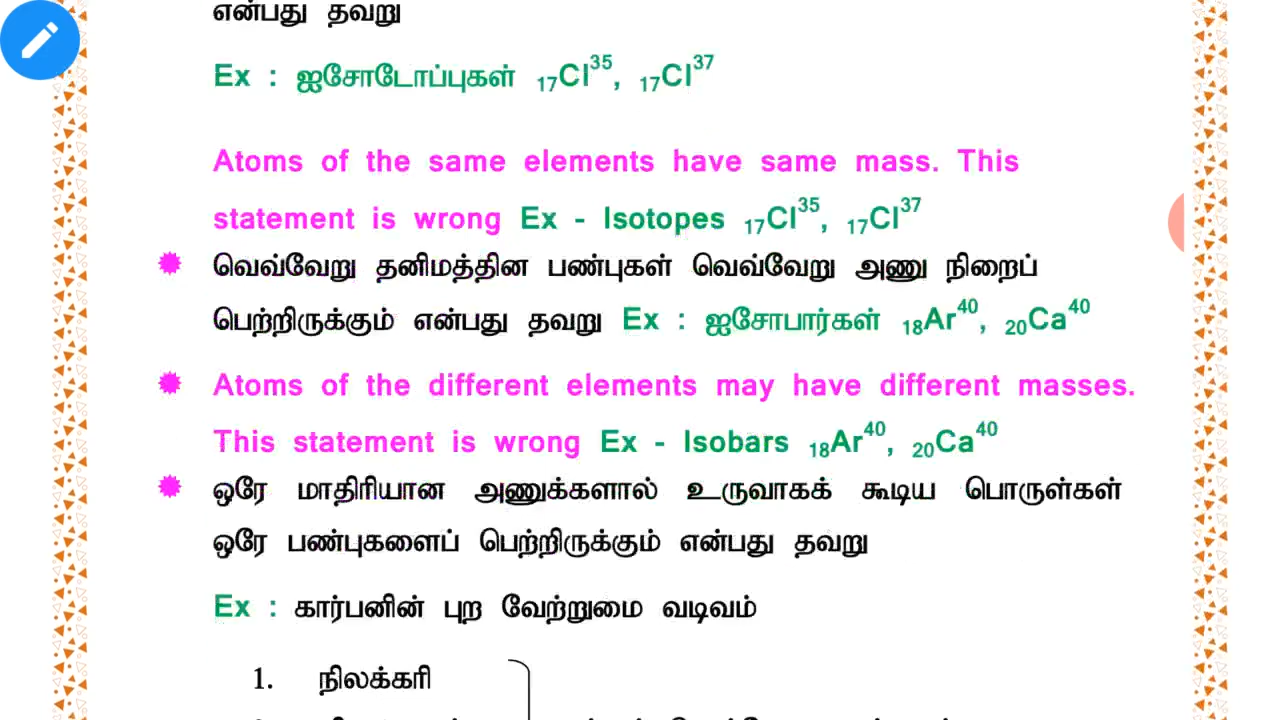 என்பது தவறு
Ex : ஐசோடோப்புகள் ₁₇Cl³⁵, ₁₇Cl³⁷
Atoms of the same elements have same mass. This
statement is wrong Ex - Isotopes ₁₇Cl³⁵, ₁₇Cl³⁷
வெவ்வேறு தனிமத்தின பண்புகள் வெவ்வேறு அணு நிறைப்
பெற்றிருக்கும் என்பது தவறு Ex : ஐசோபார்கள் ₁₈Ar⁴⁰, ₂₀Ca⁴⁰
Atoms of the different elements may have different masses.
This statement is wrong Ex - Isobars ₁₈Ar⁴⁰, ₂₀Ca⁴⁰
ஒரே மாதிரியான அணுக்களால் உருவாகக் கூடிய பொருள்கள்
ஒரே பண்புகளைப் பெற்றிருக்கும் என்பது தவறு
Ex : கார்பனின் புற வேற்றுமை வடிவம்
1. நிலக்கரி